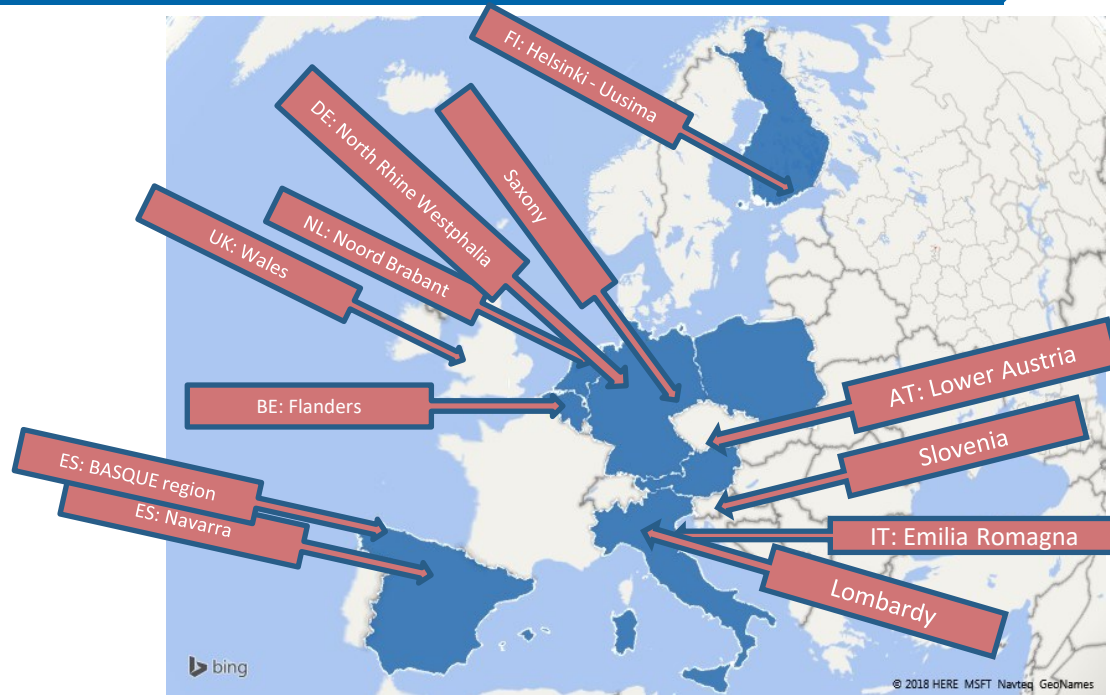 FI: Helsinki - Uusima
DE: North Rhine Westphalia
Saxony
NL: Noord Brabant
UK: Wales
BE: Flanders
AT: Lower Austria
Slovenia
ES: BASQUE region
ES: Navarra
IT: Emilia Romagna
Lombardy
bing
© 2018 HERE MSFT Navteq GeoNames